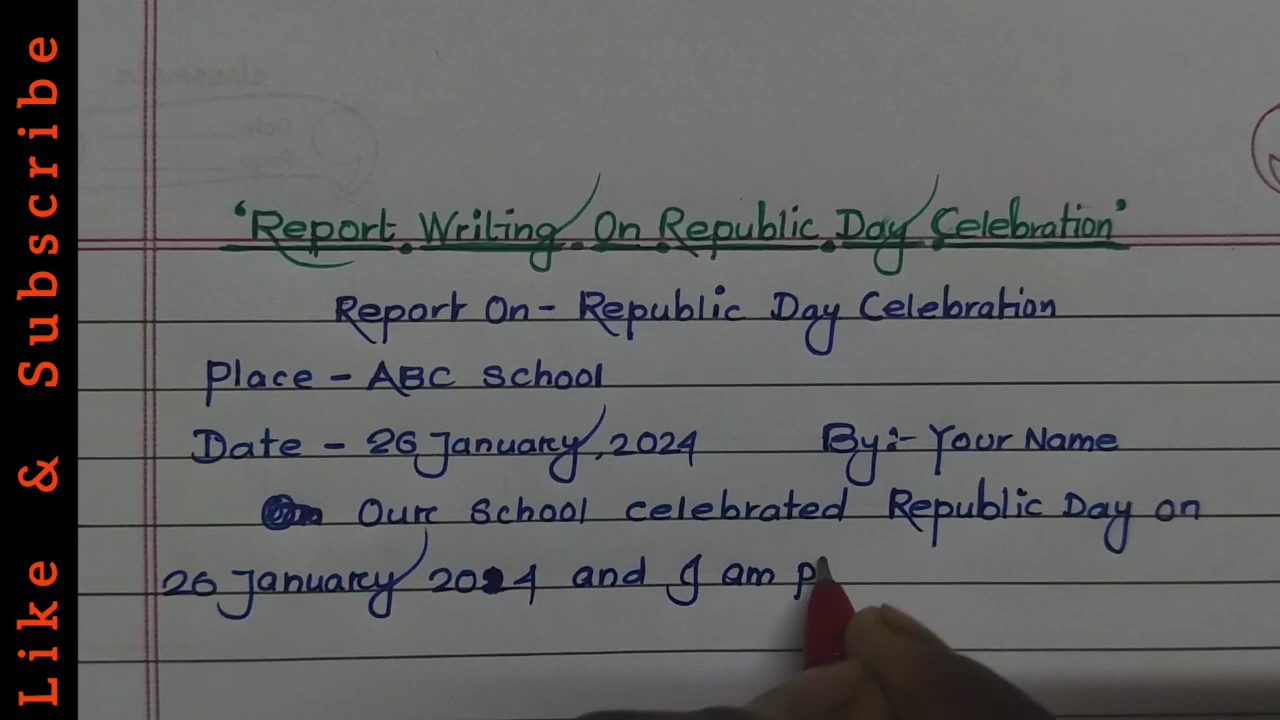 Like & Subscribe
'Report Writing On Republic Day Celebration'
Report On - Republic Day Celebration
Place - ABC School
Date - 26 January, 2024 By:- Your Name
Our School celebrated Republic Day on
26 January 2024 and I am p